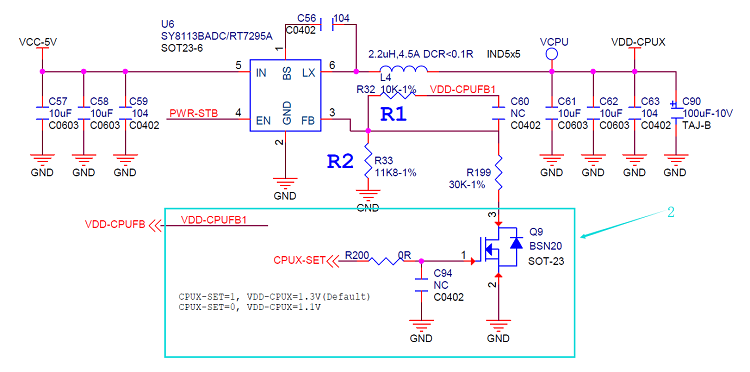 U6
SY8113BADC/RT7295A
SOT23-6
C56
104
C0402
VCC-5V
2.2uH,4.5A DCR<0.1R
IND5x5
VCPU
VDD-CPUX
1
5
IN
BS
LX
6
L4
R32
10K-1%
VDD-CPUFB1
C57
10uF
C0603
C58
10uF
C0603
C59
104
C0402
PWR-STB
4
EN
GND
FB
3
2
R1
C60
NC
C0402
C61
10uF
C0603
C62
10uF
C0603
C63
104
C0402
C90
100uF-10V
TAJ-B
GND
GND
GND
GND
R2
R33
11K8-1%
GND
R199
30K-1%
GND
GND
GND
GND
VDD-CPUFB
VDD-CPUFB1
3
Q9
BSN20
SOT-23
2
CPUX-SET
R200
0R
1
C94
NC
C0402
2
CPUX-SET=1, VDD-CPUX=1.3V(Default)
CPUX-SET=0, VDD-CPUX=1.1V
GND
GND